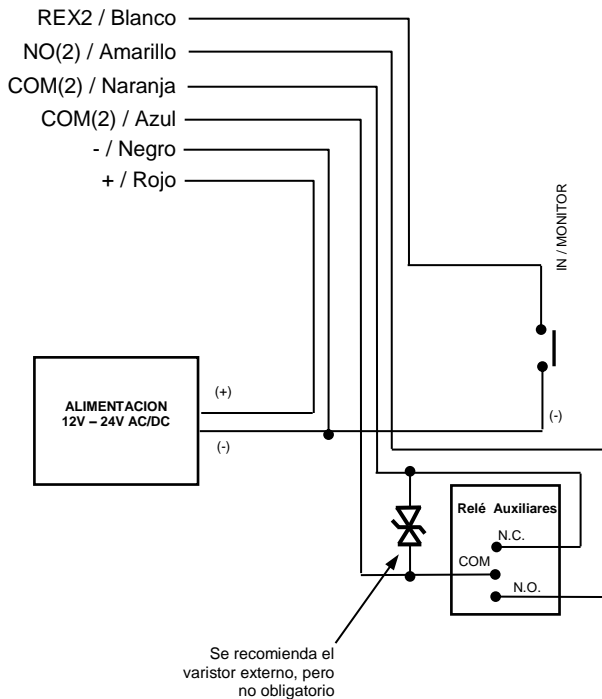 REX2 / Blanco
NO(2) / Amarillo
COM(2) / Naranja
COM(2) / Azul
- / Negro
+ / Rojo
IN / MONITOR
ALIMENTACION
12V – 24V AC/DC
(+)
(-)
(-)
Relé Auxiliares
N.C.
COM
N.O.
Se recomienda el
varistor externo, pero
no obligatorio